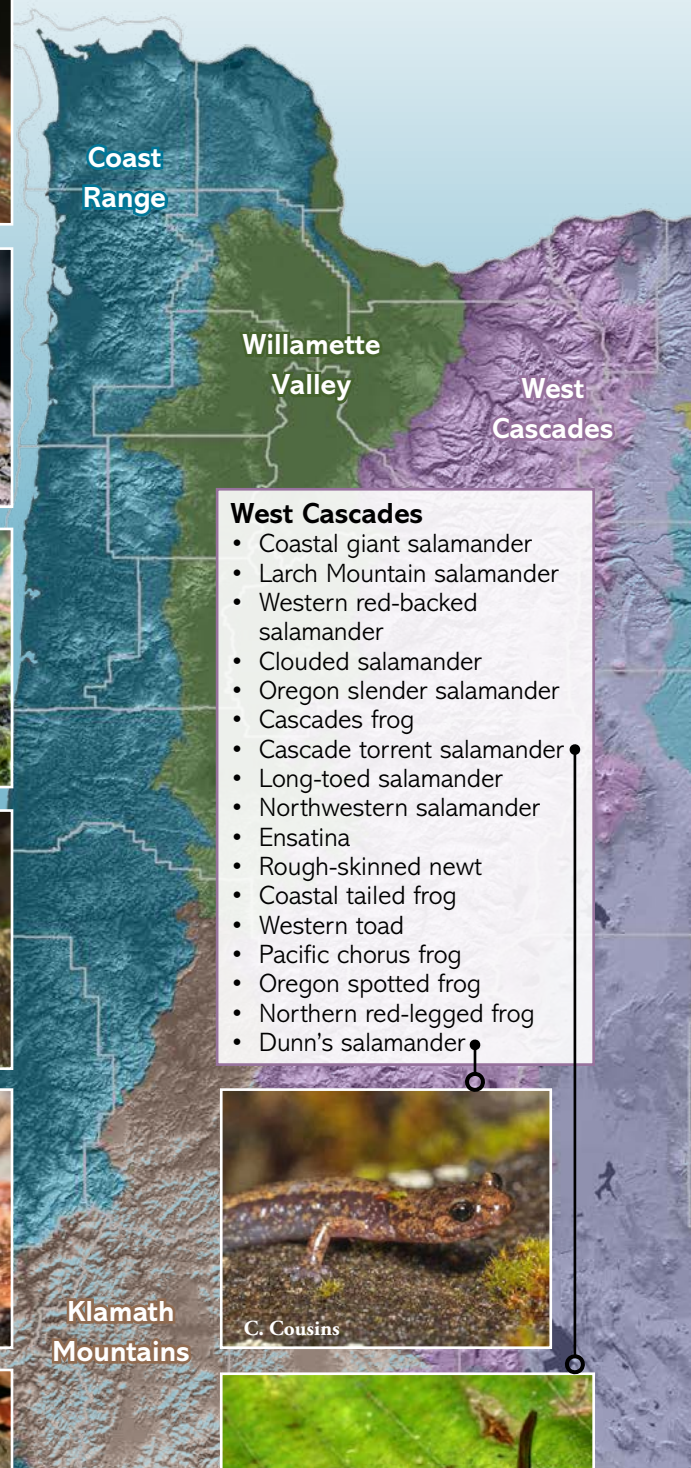 Coast
Range
Willamette
Valley
West
Cascades
West Cascades
• Coastal giant salamander
• Larch Mountain salamander
• Western red-backed
salamander
• Clouded salamander
• Oregon slender salamander
• Cascades frog
• Cascade torrent salamander
• Long-toed salamander
• Northwestern salamander
• Ensatina
• Rough-skinned newt
• Coastal tailed frog
• Western toad
• Pacific chorus frog
• Oregon spotted frog
• Northern red-legged frog
• Dunn’s salamander
C. Cousins
Klamath
Mountains